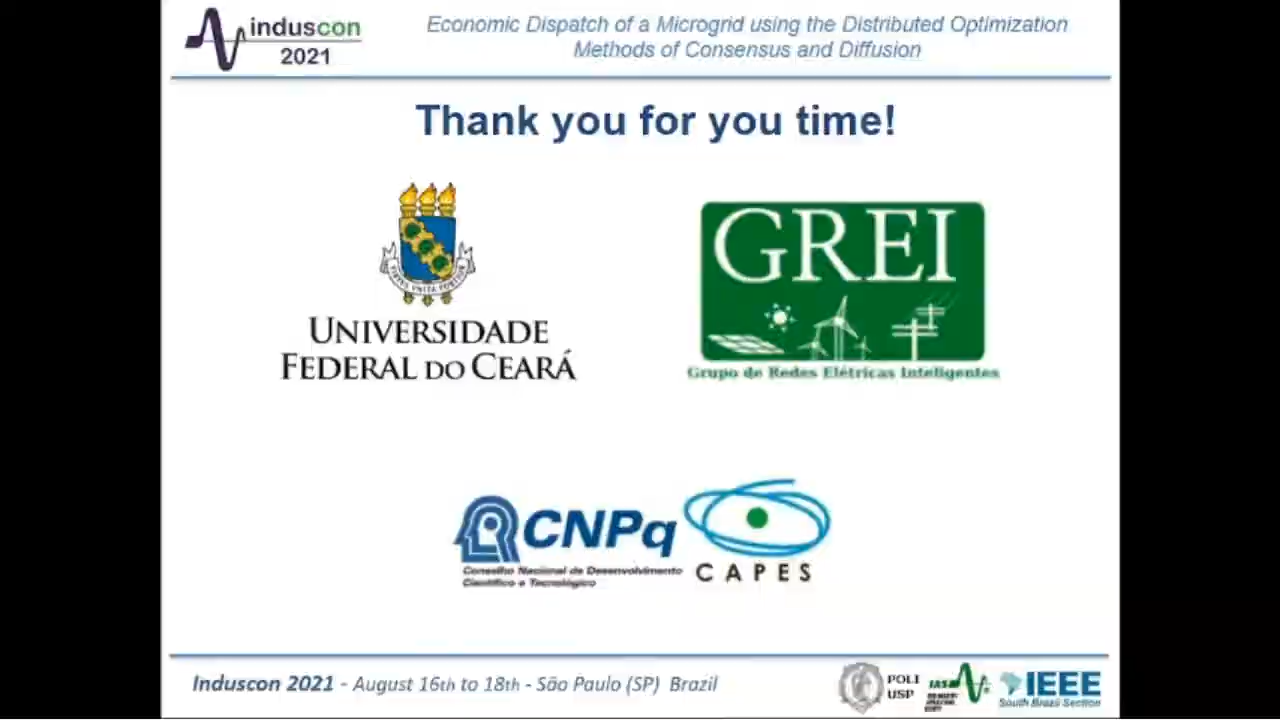 induscon
2021
Economic Dispatch of a Microgrid using the Distributed Optimization
Methods of Consensus and Diffusion
Thank you for you time!
UNIVERSIDADE
FEDERAL DO CEARÁ
GREI
Grupo de Redes Elétricas Inteligentes
CNPq
Conselho Nacional de Desenvolvimento
Científico e Tecnológico
CAPES
Induscon 2021 - August 16th to 18th - São Paulo (SP) Brazil
POLI
USP
IAS
IEEE
South Brazil Section